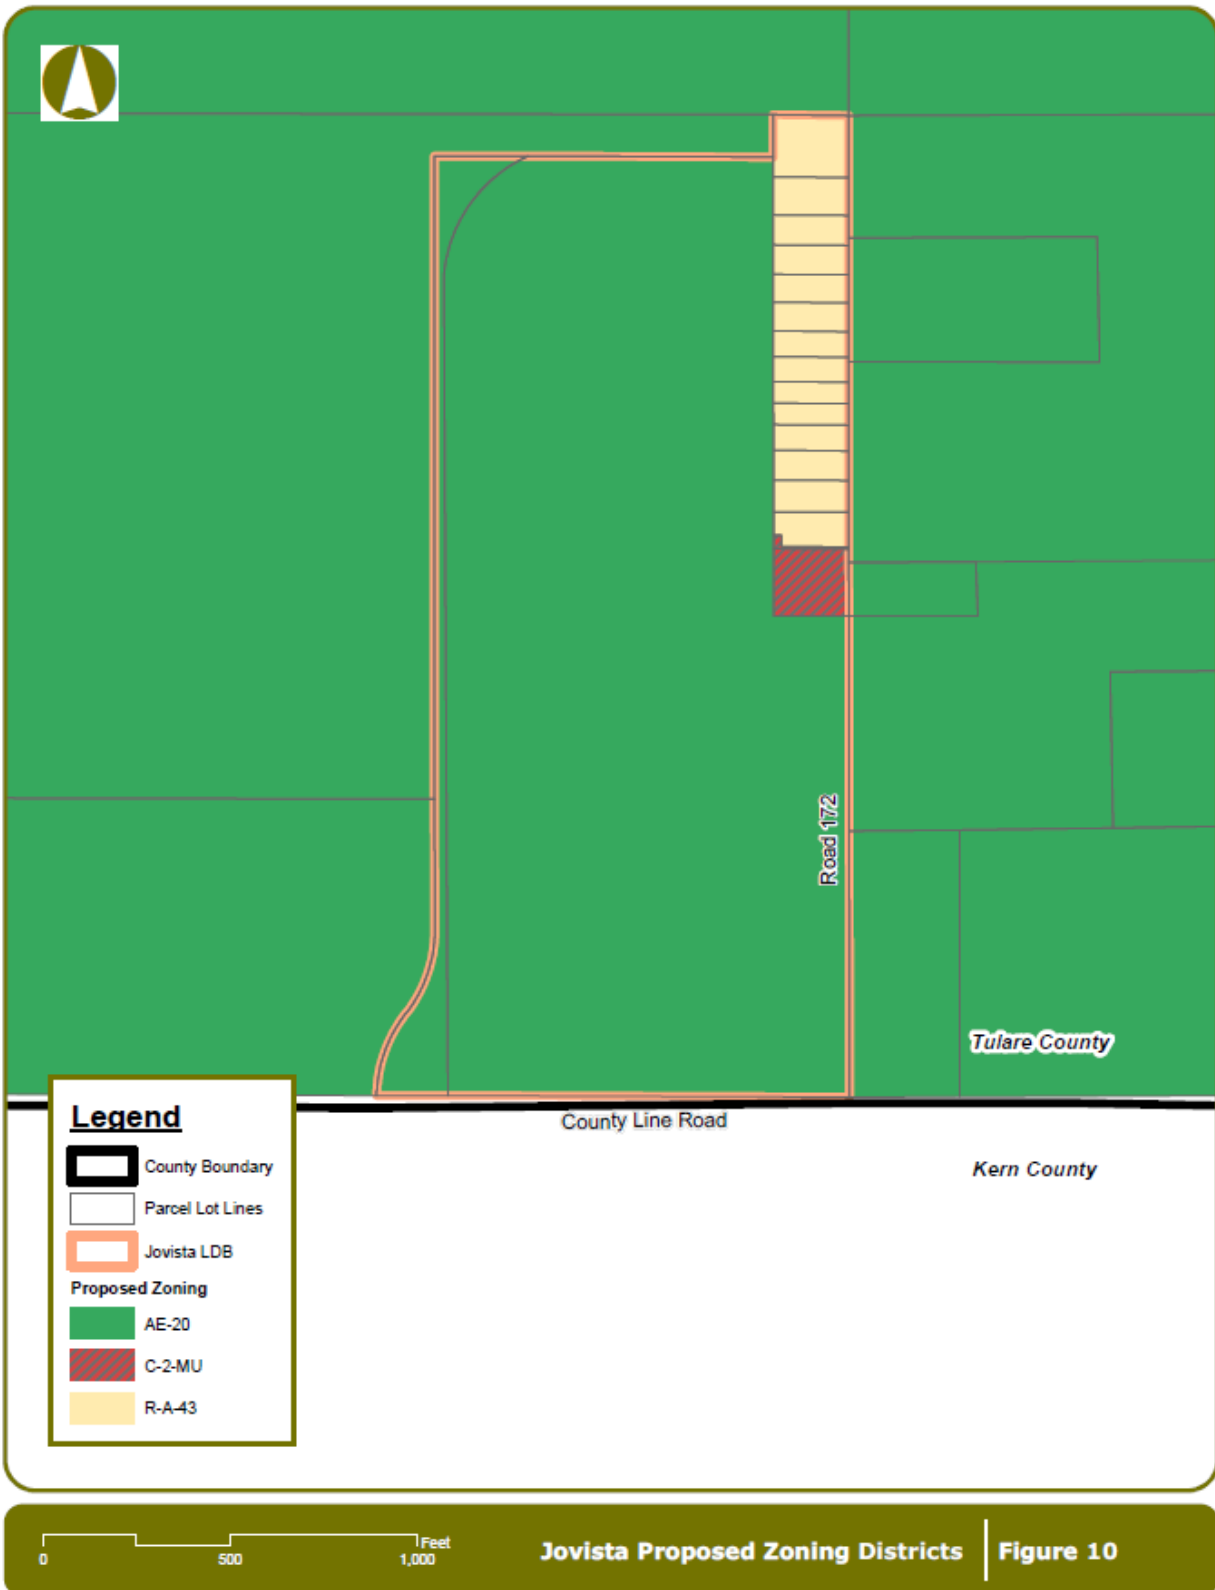 Road 172
Tulare County
County Line Road
Kern County
Legend
County Boundary
Parcel Lot Lines
Jovista LDB
Proposed Zoning
AE-20
C-2-MU
R-A-43
Feet
0 500 1,000
Jovista Proposed Zoning Districts
Figure 10